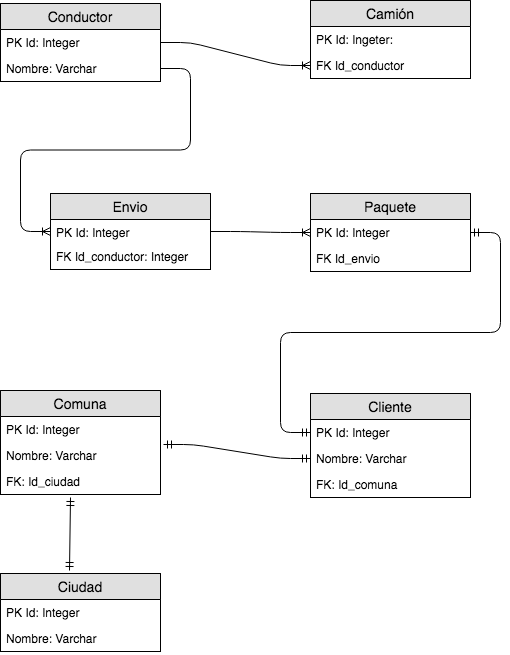 Conductor
PK Id: Integer
Nombre: Varchar
Camión
PK Id: Ingeter:
FK Id_conductor
Envio
PK Id: Integer
FK Id_conductor: Integer
Paquete
PK Id: Integer
FK Id_envio
Comuna
PK Id: Integer
Nombre: Varchar
FK: Id_ciudad
Cliente
PK Id: Integer
Nombre: Varchar
FK: Id_comuna
Ciudad
PK Id: Integer
Nombre: Varchar